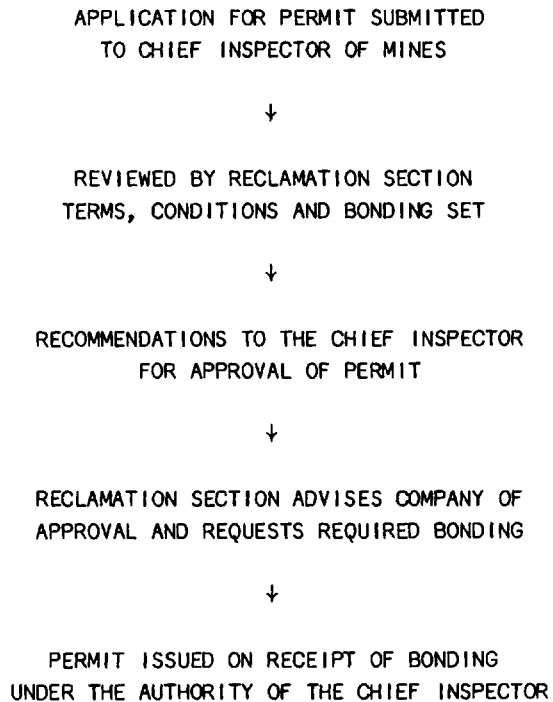 APPLICATION FOR PERMIT SUBMITTED
TO CHIEF INSPECTOR OF MINES
↓
REVIEWED BY RECLAMATION SECTION
TERMS, CONDITIONS AND BONDING SET
↓
RECOMMENDATIONS TO THE CHIEF INSPECTOR
FOR APPROVAL OF PERMIT
↓
RECLAMATION SECTION ADVISES COMPANY OF
APPROVAL AND REQUESTS REQUIRED BONDING
↓
PERMIT ISSUED ON RECEIPT OF BONDING
UNDER THE AUTHORITY OF THE CHIEF INSPECTOR